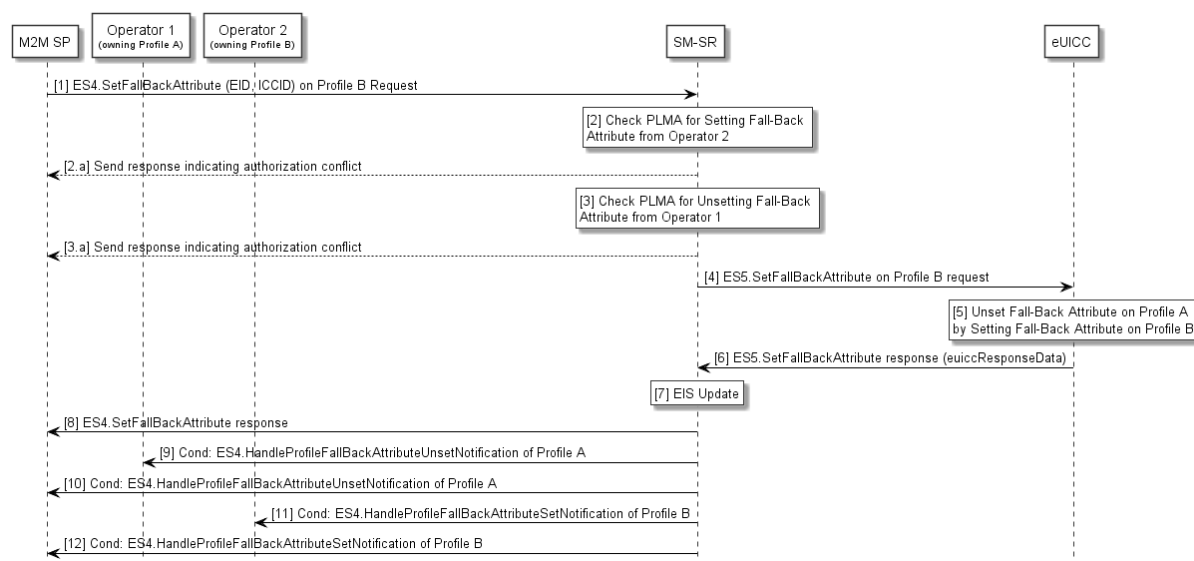 M2M SP
Operator 1
(owning Profile A)
Operator 2
(owning Profile B)
SM-SR
eUICC
[1] ES4.SetFallBackAttribute (EID, ICCID) on Profile B Request
[2] Check PLMA for Setting Fall-Back
Attribute from Operator 2
[2.a] Send response indicating authorization conflict
[3] Check PLMA for Unsetting Fall-Back
Attribute from Operator 1
[3.a] Send response indicating authorization conflict
[4] ES5.SetFallBackAttribute on Profile B request
[5] Unset Fall-Back Attribute on Profile A
by Setting Fall-Back Attribute on Profile B
[6] ES5.SetFallBackAttribute response (euiccResponseData)
[7] EIS Update
[8] ES4.SetFallBackAttribute response
[9] Cond: ES4.HandleProfileFallBackAttributeUnsetNotification of Profile A
[10] Cond: ES4.HandleProfileFallBackAttributeUnsetNotification of Profile A
[11] Cond: ES4.HandleProfileFallBackAttributeSetNotification of Profile B
[12] Cond: ES4.HandleProfileFallBackAttributeSetNotification of Profile B